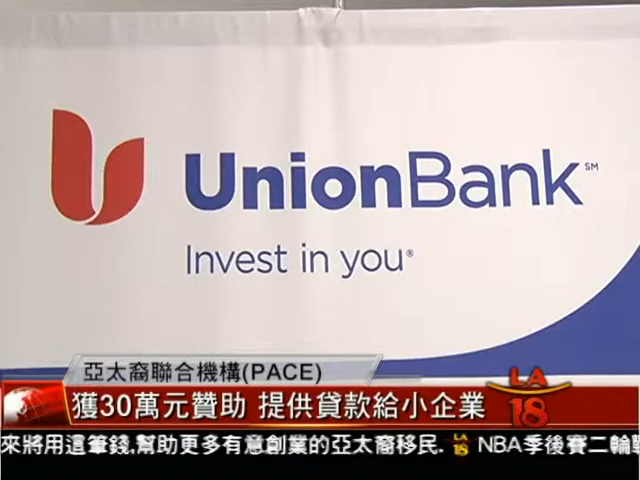 UnionBank℠
Invest in you®
亞太裔聯合機構(PACE)
獲30萬元贊助 提供貸款給小企業
LA
18
來將用這筆錢,幫助更多有意創業的亞太裔移民. LA 18 NBA季後賽二輪